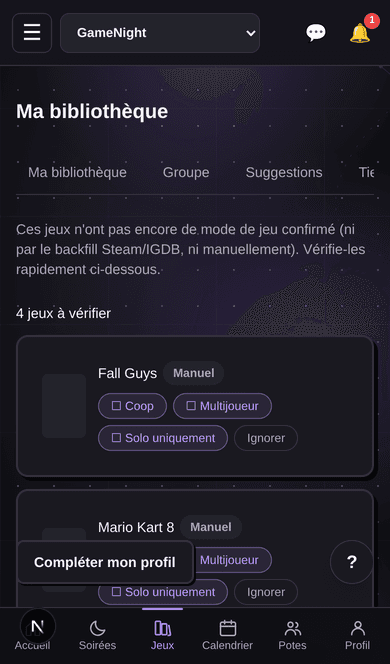 GameNight
1
Ma bibliothèque
Ma bibliothèque Groupe Suggestions Tie
Ces jeux n'ont pas encore de mode de jeu confirmé (ni
par le backfill Steam/IGDB, ni manuellement). Vérifie-les
rapidement ci-dessous.
4 jeux à vérifier
Fall Guys Manuel
Coop Multijoueur
Solo uniquement Ignorer
Mario Kart 8 Manuel
Multijoueur
Compléter mon profil ?
Solo uniquement Ignorer
N
Accueil Soirées Jeux Calendrier Potes Profil